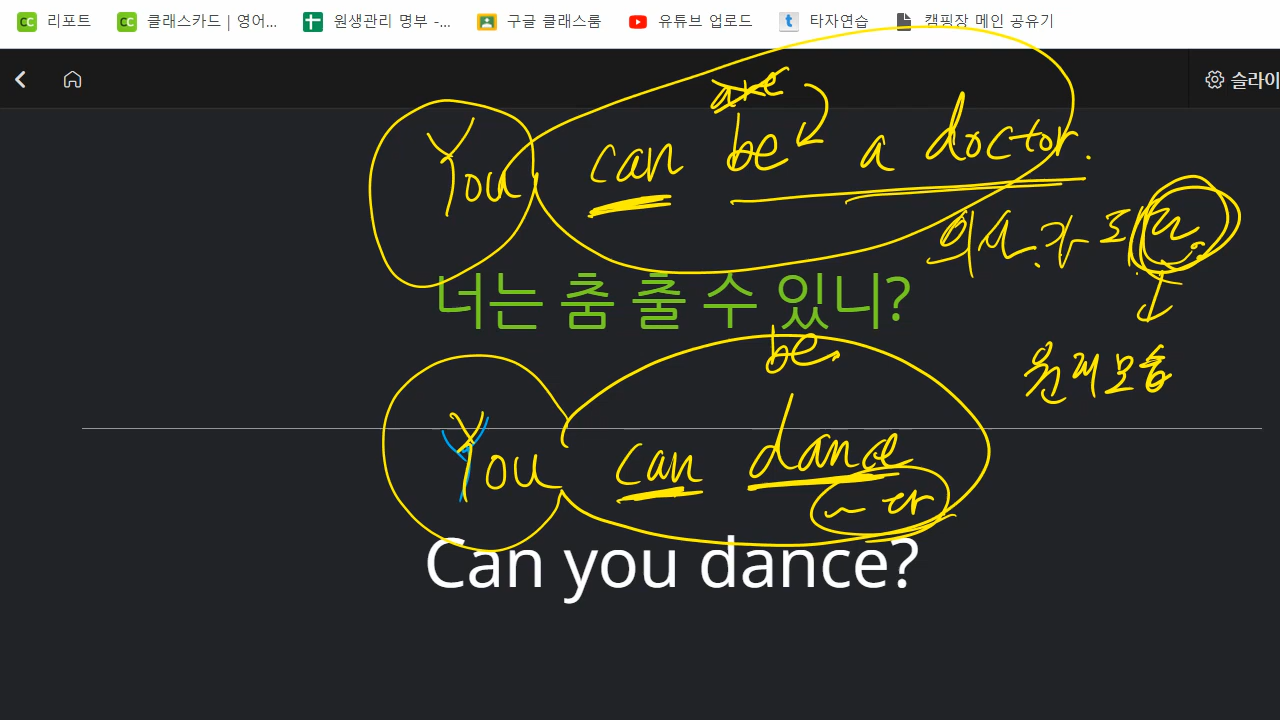 리포트 클래스카드 | 영어... 원생관리 명부 -... 구글 클래스룸 유튜브 업로드 타자연습 캠핑장 메인 공유기
슬라이
are
You can be a doctor.
의사.가
너는 춤 출 수 있니?
be
원래모습
You can dance
Can you dance?